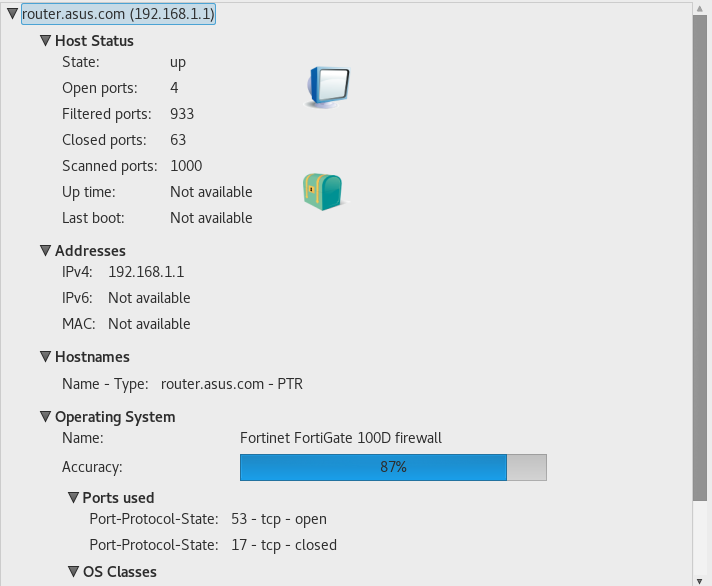 router.asus.com (192.168.1.1)
Host Status
State: up
Open ports: 4
Filtered ports: 933
Closed ports: 63
Scanned ports: 1000
Up time: Not available
Last boot: Not available
Addresses
IPv4: 192.168.1.1
IPv6: Not available
MAC: Not available
Hostnames
Name - Type: router.asus.com - PTR
Operating System
Name: Fortinet FortiGate 100D firewall
Accuracy: 87%
Ports used
Port-Protocol-State: 53 - tcp - open
Port-Protocol-State: 17 - tcp - closed
OS Classes